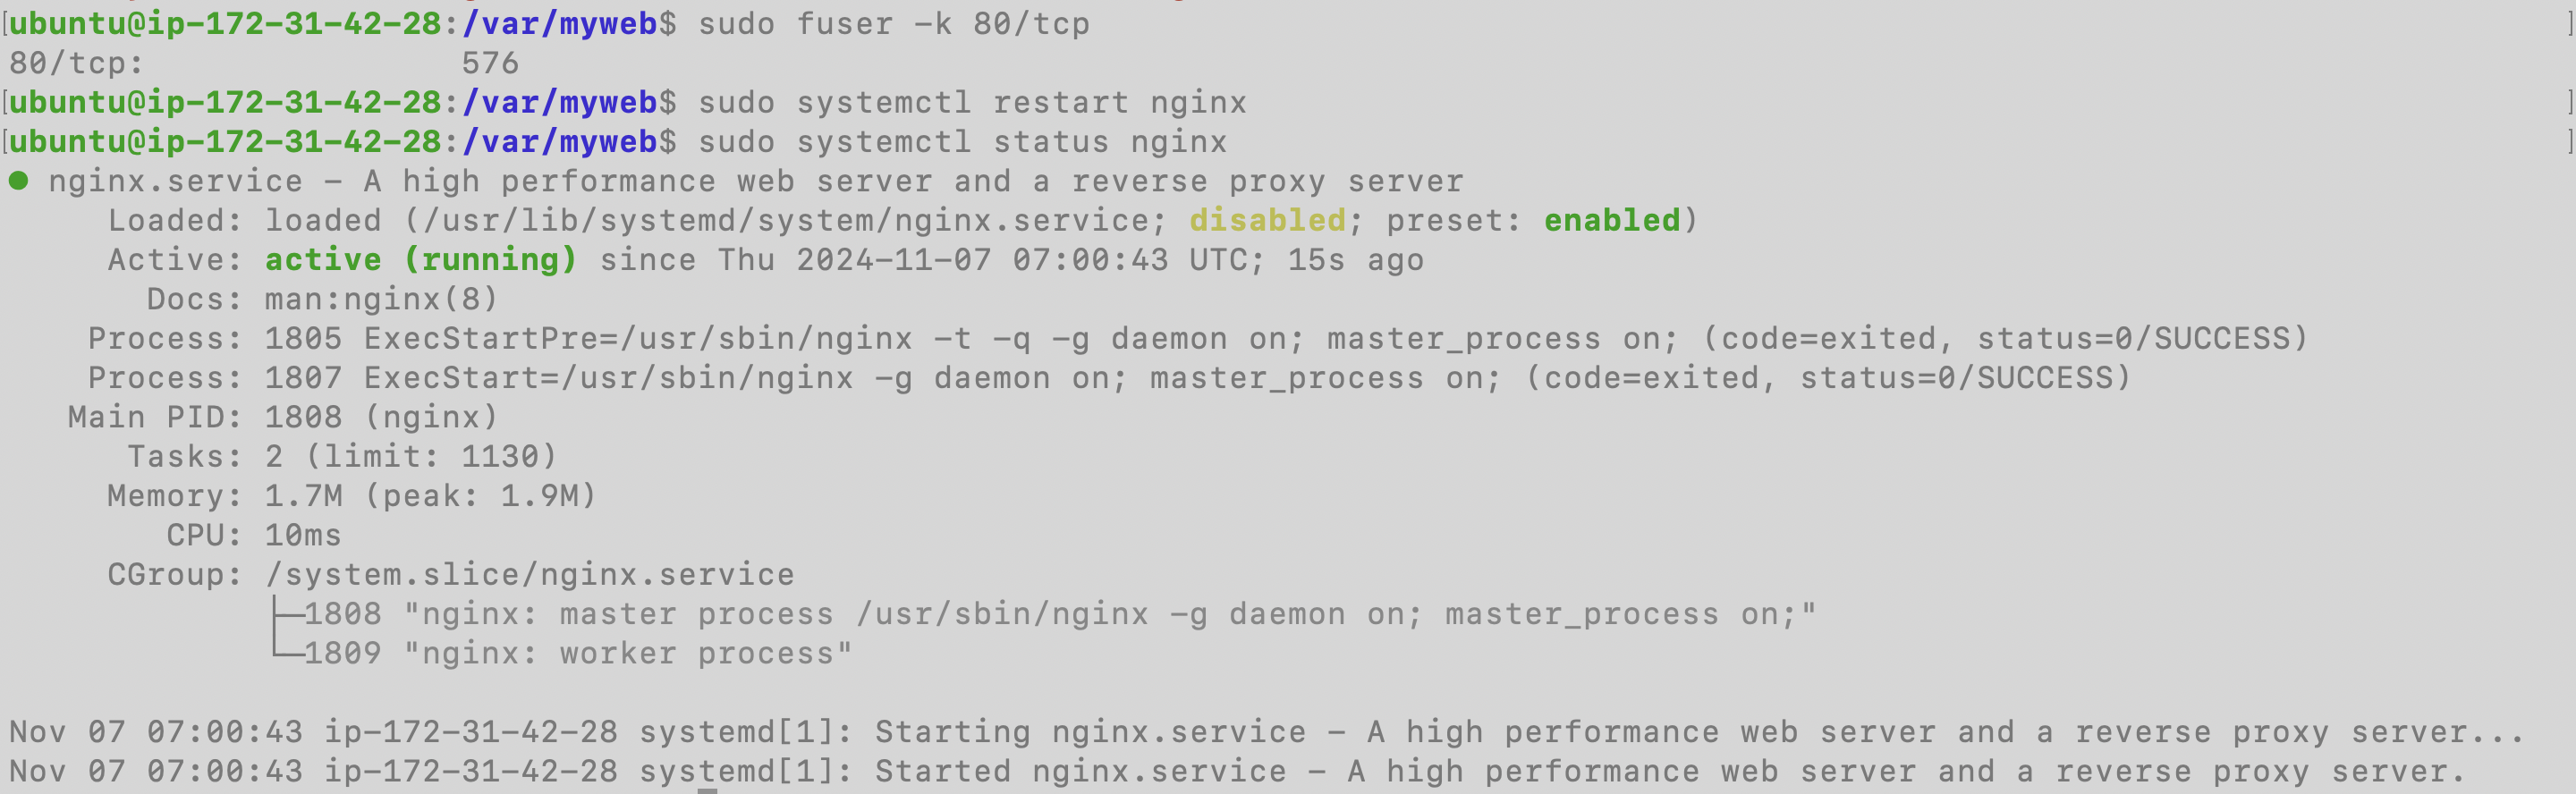 [ubuntu@ip-172-31-42-28:/var/myweb$ sudo fuser -k 80/tcp ]
80/tcp: 576
[ubuntu@ip-172-31-42-28:/var/myweb$ sudo systemctl restart nginx ]
[ubuntu@ip-172-31-42-28:/var/myweb$ sudo systemctl status nginx ]
● nginx.service - A high performance web server and a reverse proxy server
Loaded: loaded (/usr/lib/systemd/system/nginx.service; disabled; preset: enabled)
Active: active (running) since Thu 2024-11-07 07:00:43 UTC; 15s ago
Docs: man:nginx(8)
Process: 1805 ExecStartPre=/usr/sbin/nginx -t -q -g daemon on; master_process on; (code=exited, status=0/SUCCESS)
Process: 1807 ExecStart=/usr/sbin/nginx -g daemon on; master_process on; (code=exited, status=0/SUCCESS)
Main PID: 1808 (nginx)
Tasks: 2 (limit: 1130)
Memory: 1.7M (peak: 1.9M)
CPU: 10ms
CGroup: /system.slice/nginx.service
├─1808 "nginx: master process /usr/sbin/nginx -g daemon on; master_process on;"
└─1809 "nginx: worker process"
Nov 07 07:00:43 ip-172-31-42-28 systemd[1]: Starting nginx.service - A high performance web server and a reverse proxy server...
Nov 07 07:00:43 ip-172-31-42-28 systemd[1]: Started nginx.service - A high performance web server and a reverse proxy server.